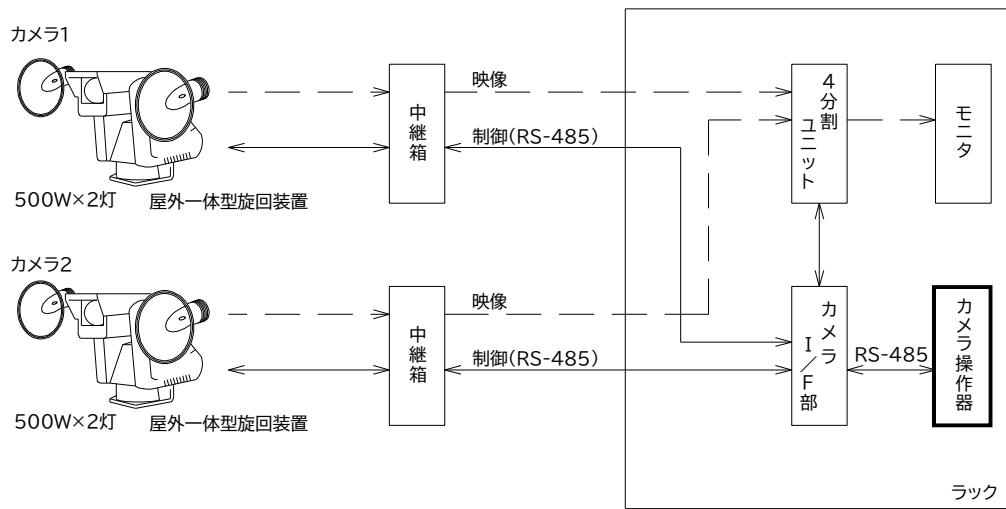 カメラ1
500W×2灯 屋外一体型旋回装置
中継箱
映像
制御(RS-485)
4分割
ユニット
モニタ
カメラ2
500W×2灯 屋外一体型旋回装置
中継箱
映像
制御(RS-485)
カメラ
I/F部
RS-485
カメラ操作器
ラック